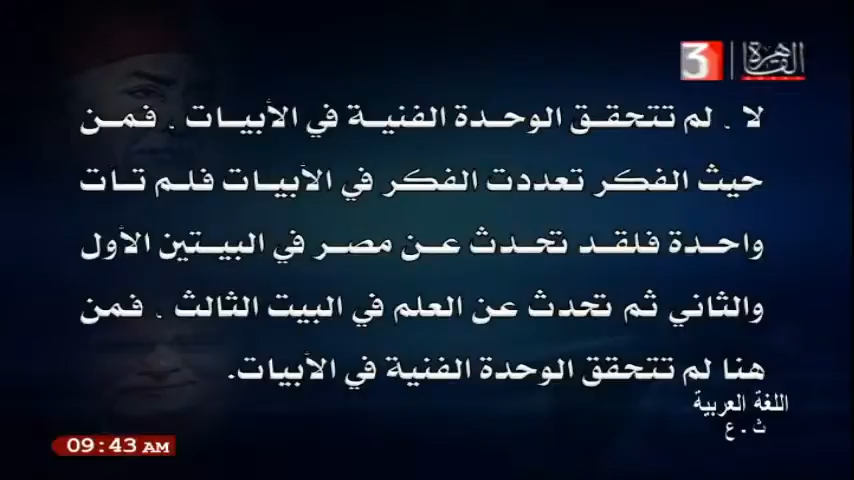 3 القاهرة
لا . لم تتحقق الوحدة الفنية في الأبيات . فمن
حيث الفكر تعددت الفكر في الأبيات فلم تات
واحدة فلقد تحدث عن مصر في البيتين الأول
والثاني ثم تحدث عن العلم في البيت الثالث . فمن
هنا لم تتحقق الوحدة الفنية في الأبيات.
اللغة العربية
ث . ع
09:43 AM